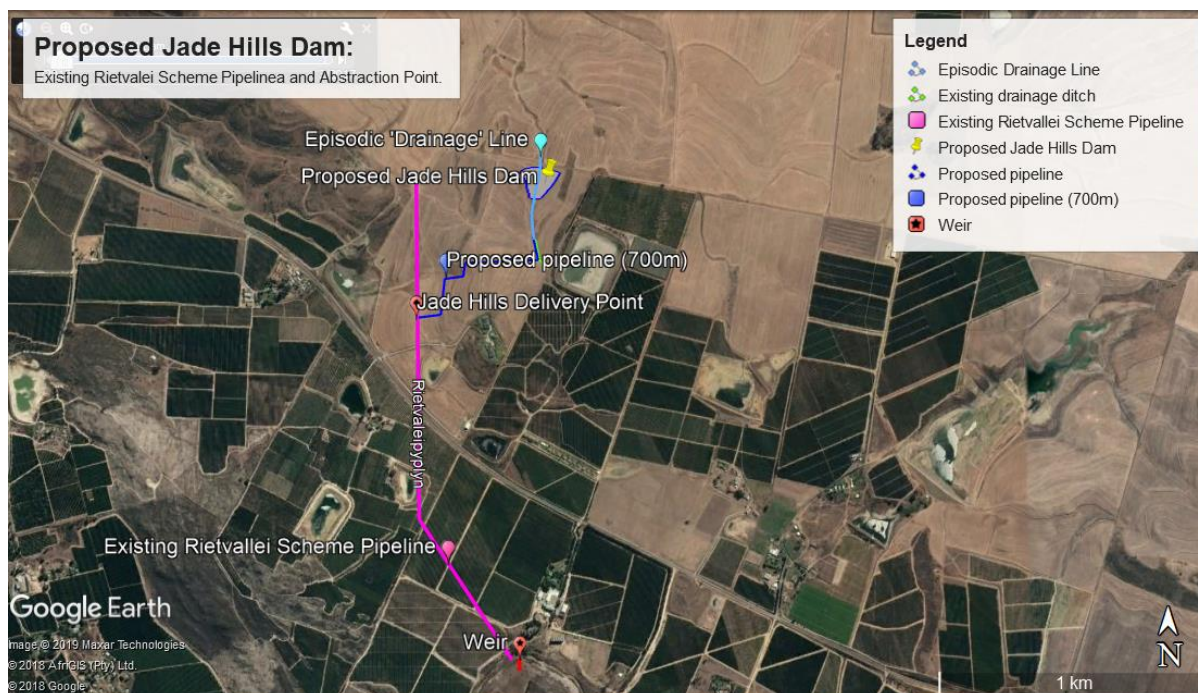 Proposed Jade Hills Dam:
Existing Rietvalei Scheme Pipelinea and Abstraction Point.
Legend
Episodic Drainage Line
Existing drainage ditch
Existing Rietvallei Scheme Pipeline
Proposed Jade Hills Dam
Proposed pipeline
Proposed pipeline (700m)
Weir
Episodic 'Drainage' Line
Proposed Jade Hills Dam
Proposed pipeline (700m)
Jade Hills Delivery Point
Rietvaleipyplyn
Existing Rietvallei Scheme Pipeline
Weir
Google Earth
Image © 2019 Maxar Technologies
© 2018 AfriGIS (Pty) Ltd.
© 2018 Google
N
1 km